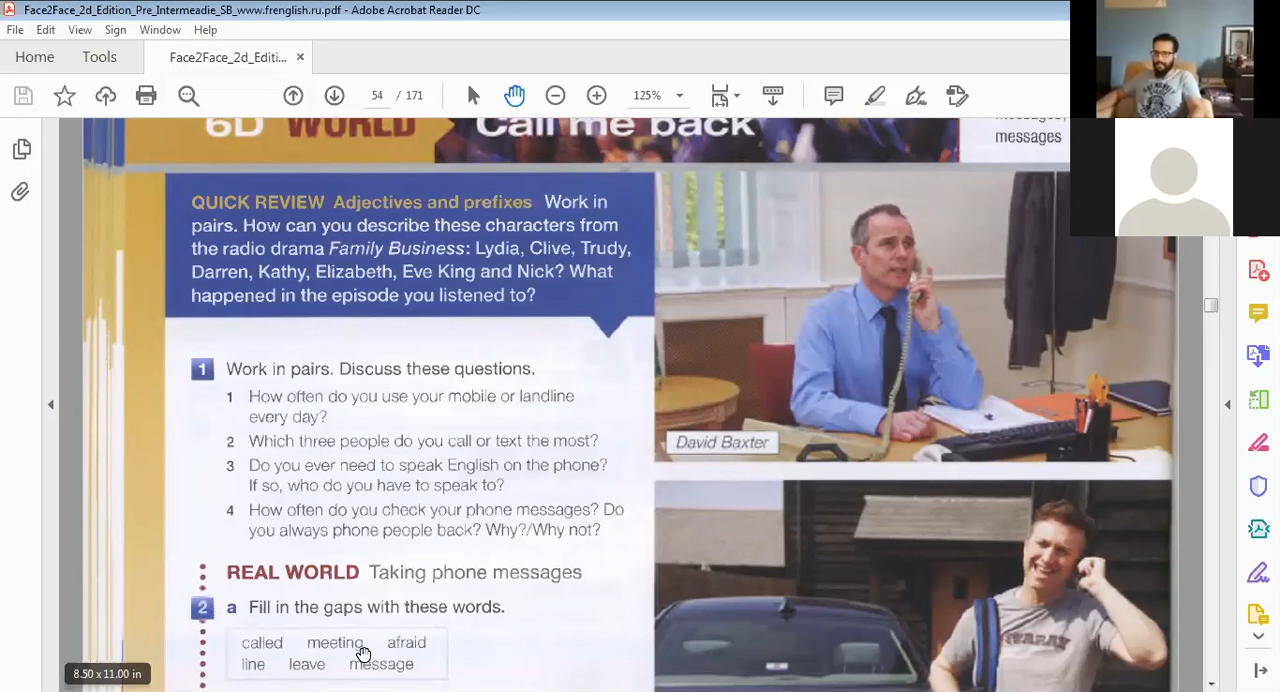 Face2Face_2d_Edition_Pre_Intermeadie_SB_www.frenglish.ru.pdf - Adobe Acrobat Reader DC
File Edit View Sign Window Help
Home Tools Face2Face_2d_Editi... ×
54 / 171 125%
6D WORLD Call me back
messages
QUICK REVIEW Adjectives and prefixes Work in
pairs. How can you describe these characters from
the radio drama Family Business: Lydia, Clive, Trudy,
Darren, Kathy, Elizabeth, Eve King and Nick? What
happened in the episode you listened to?
1 Work in pairs. Discuss these questions.
1 How often do you use your mobile or landline
every day?
2 Which three people do you call or text the most?
3 Do you ever need to speak English on the phone?
If so, who do you have to speak to?
4 How often do you check your phone messages? Do
you always phone people back? Why?/Why not?
David Baxter
REAL WORLD Taking phone messages
2 a Fill in the gaps with these words.
called meeting afraid
line leave message
8.50 x 11.00 in